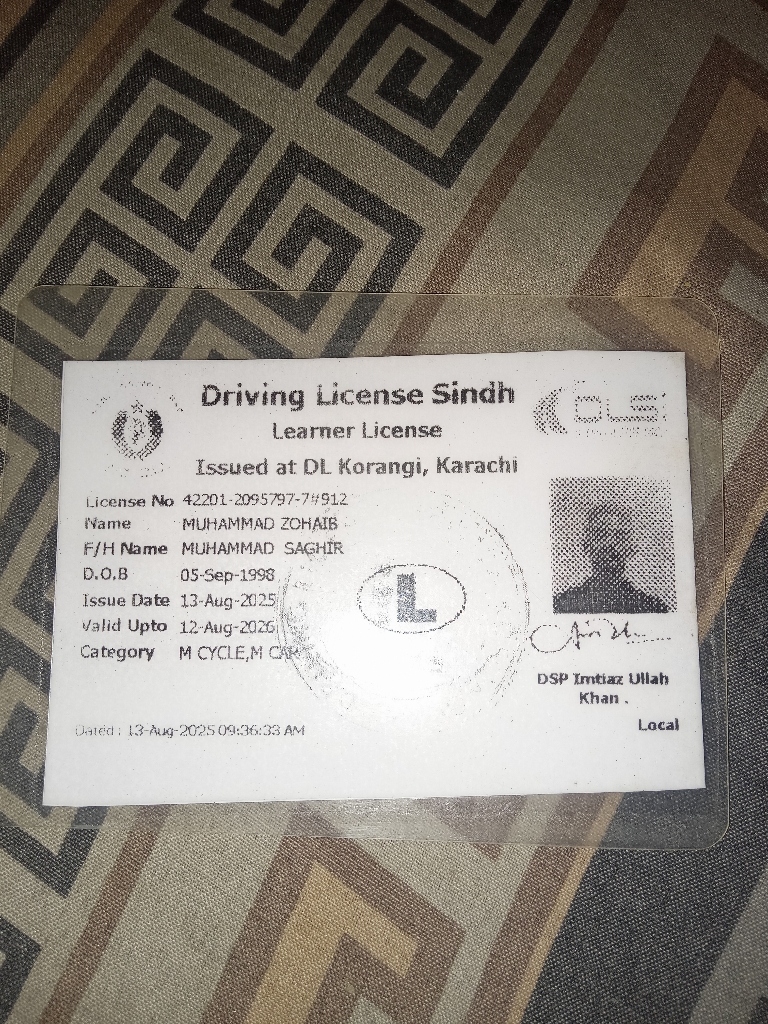 Driving License Sindh
Learner License
Issued at DL Korangi, Karachi
DLS
License No 42201-2095797-7#912
Name MUHAMMAD ZOHAIB
F/H Name MUHAMMAD SAGHIR
D.O.B 05-Sep-1998
Issue Date 13-Aug-2025
Valid Upto 12-Aug-2026
Category M CYCLE,M CAR
L
DSP Imtiaz Ullah
Khan .
Local
Dated : 13-Aug-2025 09:36:33 AM